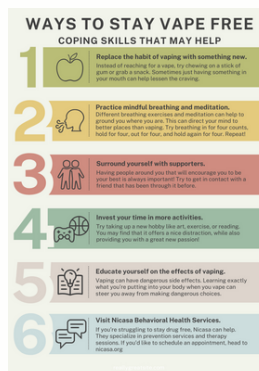 WAYS TO STAY VAPE FREE
COPING SKILLS THAT MAY HELP
1
Replace the habit of vaping with something new.
Instead of reaching for a vape, try chewing on a stick of
gum or grab a snack. Sometimes just having something in
your mouth can help lessen the craving.
2
Practice mindful breathing and meditation.
Different breathing exercises and meditation can help to
ground you where you are. This can direct your mind to
better places than vaping. Try breathing in for four counts,
hold for four, out for four, and hold again for four. Repeat!
3
Surround yourself with supporters.
Having people around you that will encourage you to be
your best is always important! Try to get in contact with a
friend that has been through it before.
4
Invest your time in more activities.
Try taking up a new hobby like art, exercise, or reading.
You may find that it offers a nice distraction, while also
providing you with a great new passion!
5
Educate yourself on the effects of vaping.
Vaping can have dangerous side effects. Learning exactly
what you're putting into your body when you vape can
steer you away from making dangerous choices.
6
Visit Nicasa Behavioral Health Services.
If you're struggling to stay drug free, Nicasa can help.
They specialize in prevention services and therapy
sessions. If you'd like to schedule an appointment, head to
nicasa.org